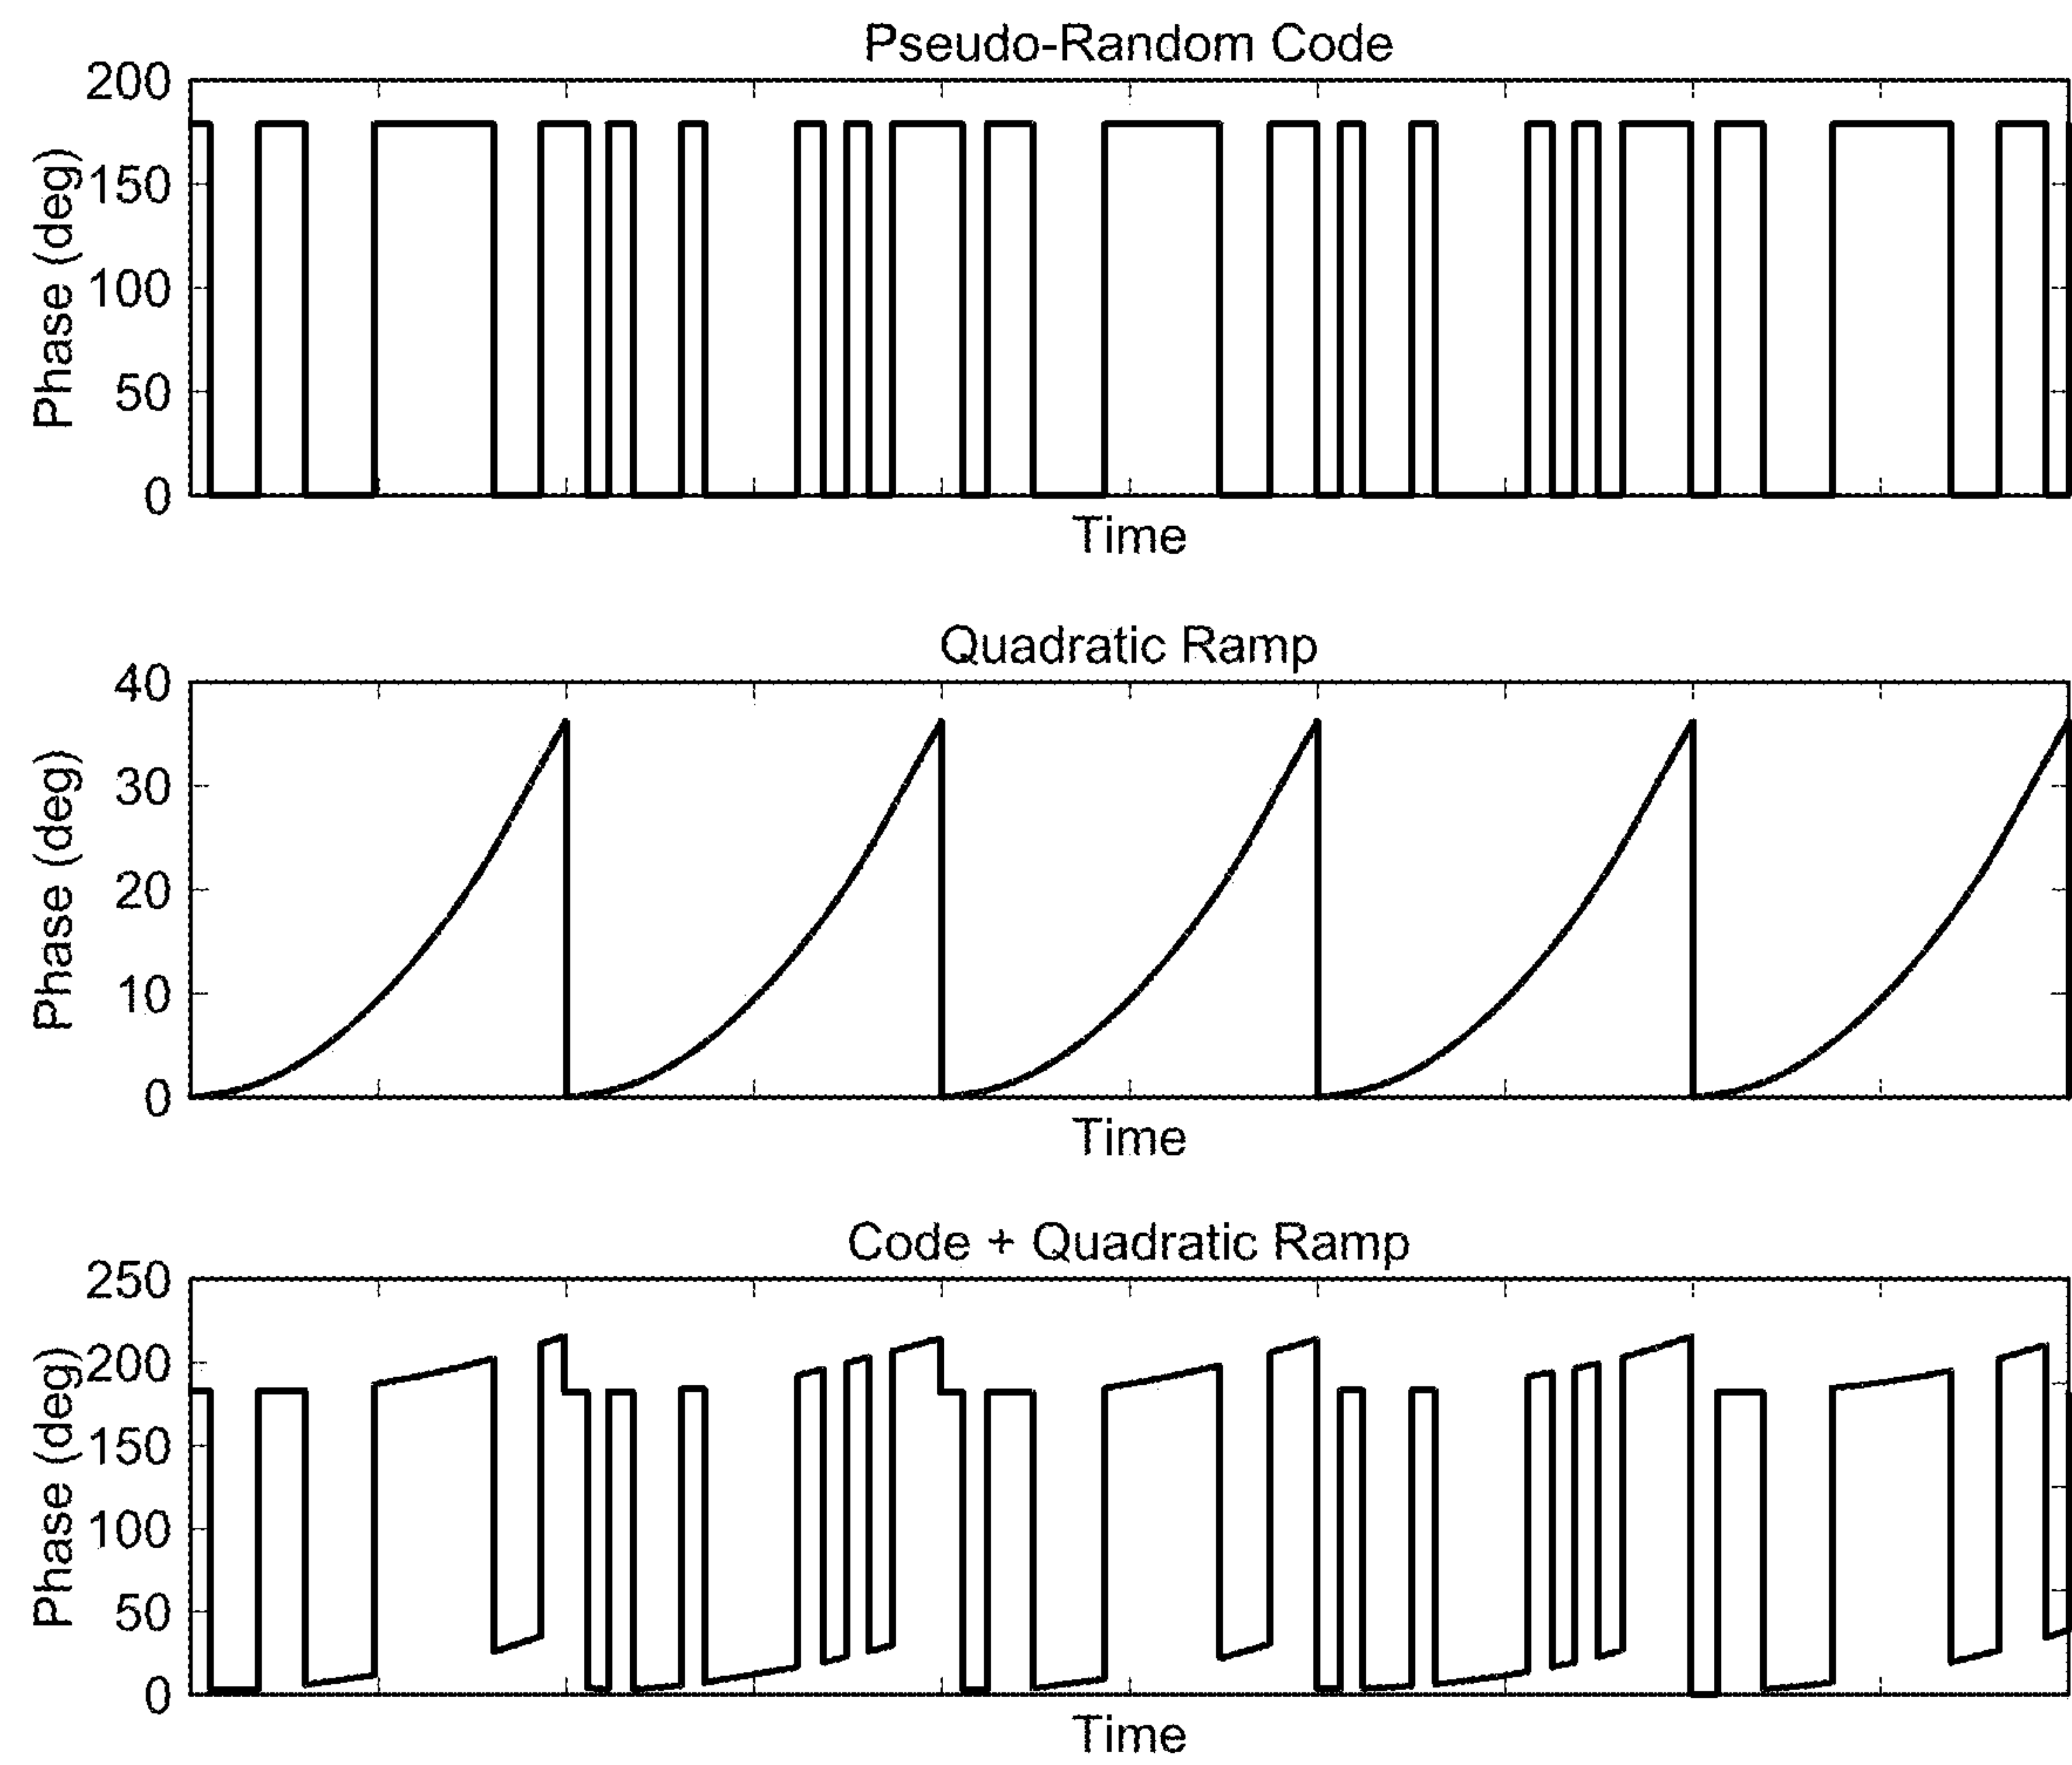 Pseudo-Random Code
200
150
100
50
0
Phase (deg)
Time
Quadratic Ramp
40
30
20
10
0
Phase (deg)
Time
Code + Quadratic Ramp
250
200
150
100
50
0
Phase (deg)
Time